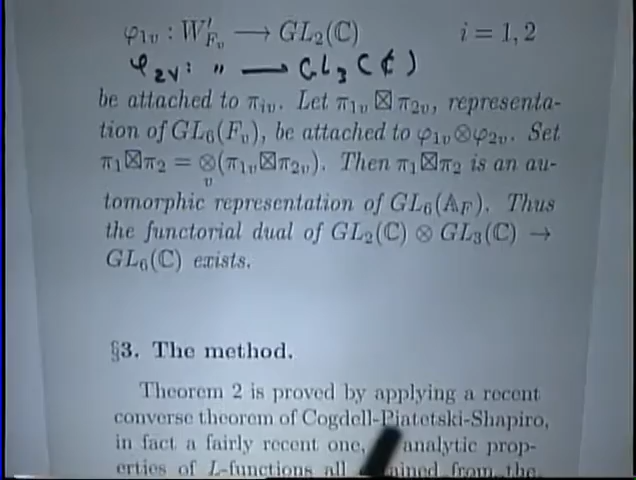 φ₁ᵥ : W′_{Fᵥ} ⟶ GL₂(ℂ) i = 1, 2
φ₂ᵥ : " ⟶ GL₃(ℂ)
be attached to πᵢᵥ. Let π₁ᵥ ⊠ π₂ᵥ, representa-
tion of GL₆(Fᵥ), be attached to φ₁ᵥ⊗φ₂ᵥ. Set
π₁⊠π₂ = ⊗ᵥ(π₁ᵥ⊠π₂ᵥ). Then π₁⊠π₂ is an au-
tomorphic representation of GL₆(𝔸_F). Thus
the functorial dual of GL₂(ℂ) ⊗ GL₃(ℂ) →
GL₆(ℂ) exists.
§3. The method.
Theorem 2 is proved by applying a recent
converse theorem of Cogdell-Piatetski-Shapiro,
in fact a fairly recent one, analytic prop-
erties of L-functions all from the